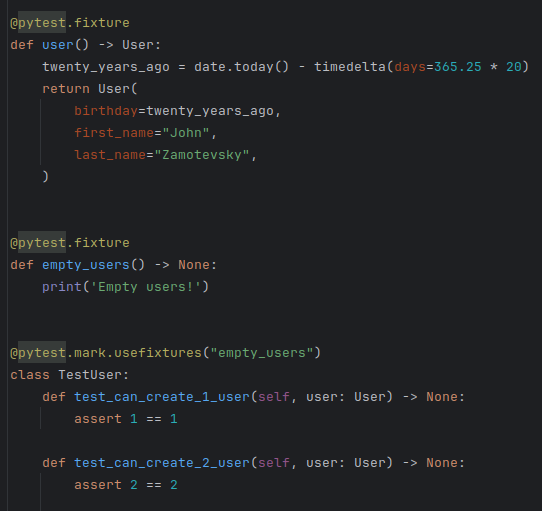 @pytest.fixture
def user() -> User:
    twenty_years_ago = date.today() - timedelta(days=365.25 * 20)
    return User(
        birthday=twenty_years_ago,
        first_name="John",
        last_name="Zamotevsky",
    )
@pytest.fixture
def empty_users() -> None:
    print('Empty users!')
@pytest.mark.usefixtures("empty_users")
class TestUser:
    def test_can_create_1_user(self, user: User) -> None:
        assert 1 == 1
    def test_can_create_2_user(self, user: User) -> None:
        assert 2 == 2